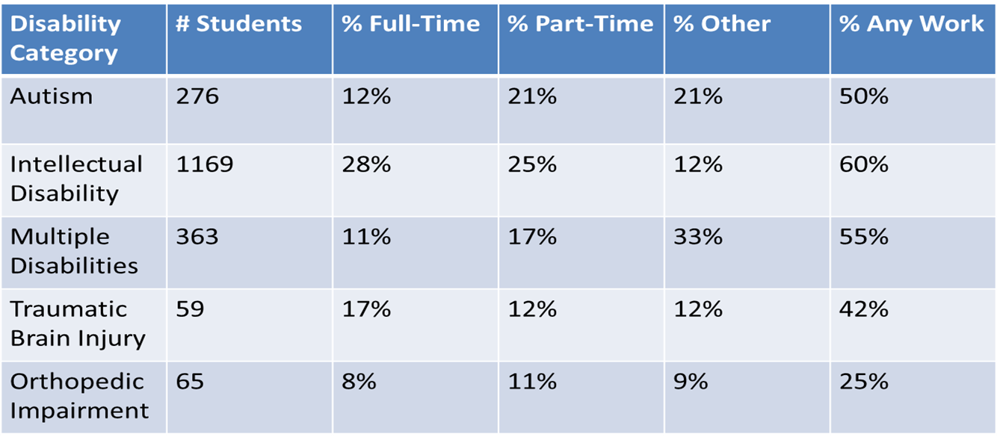 Disability Category # Students % Full-Time % Part-Time % Other % Any Work
Autism 276 12% 21% 21% 50%
Intellectual Disability 1169 28% 25% 12% 60%
Multiple Disabilities 363 11% 17% 33% 55%
Traumatic Brain Injury 59 17% 12% 12% 42%
Orthopedic Impairment 65 8% 11% 9% 25%